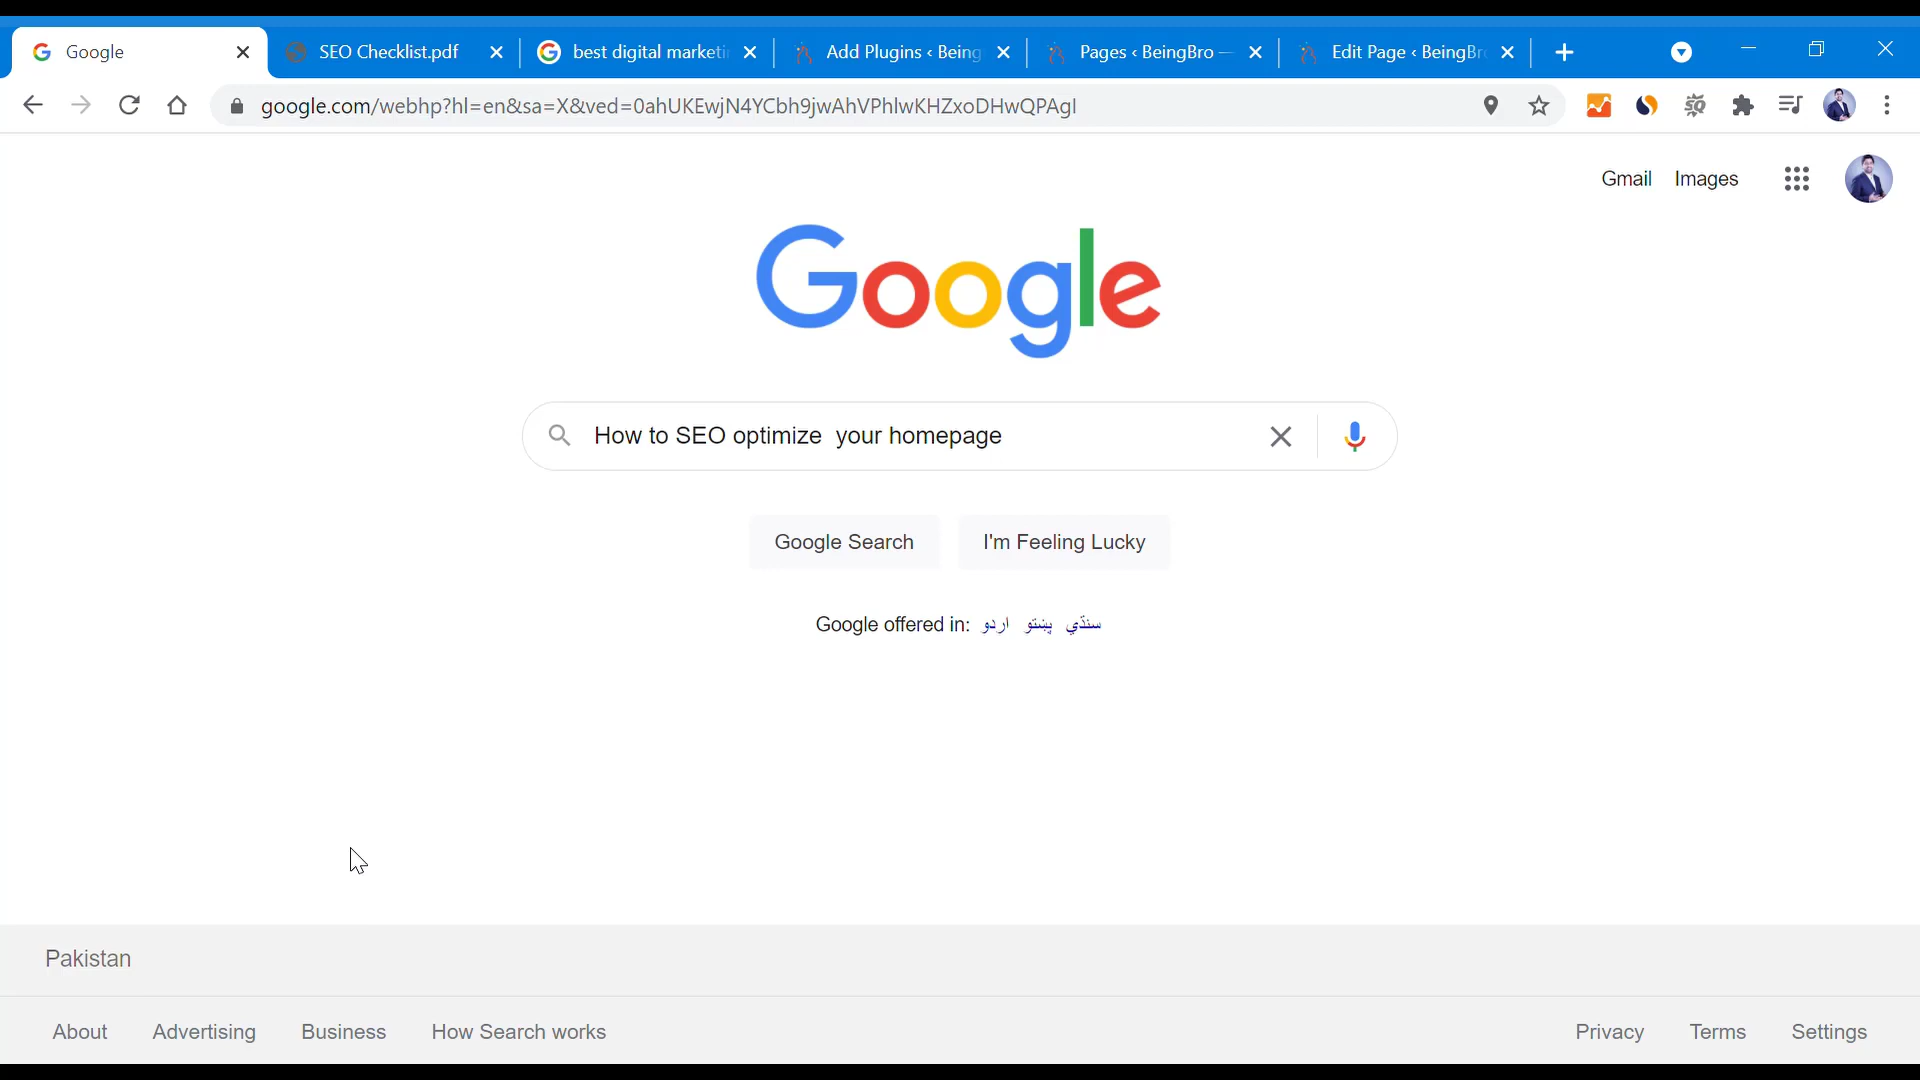 Google
SEO Checklist.pdf
best digital marketi
Add Plugins ‹ Being
Pages ‹ BeingBro —
Edit Page ‹ BeingBr
google.com/webhp?hl=en&sa=X&ved=0ahUKEwjN4YCbh9jwAhVPhIwKHZxoDHwQPAgI
Gmail
Images
Google
How to SEO optimize  your homepage
Google Search
I'm Feeling Lucky
Google offered in: اردو پښتو سنڌي
Pakistan
About
Advertising
Business
How Search works
Privacy
Terms
Settings